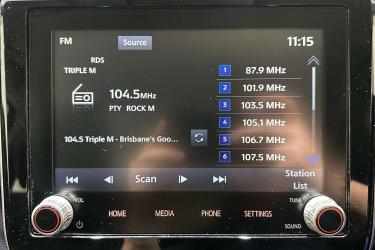 FM
Source
11:15
RDS
TRIPLE M
104.5MHz
PTY ROCK M
104.5 Triple M - Brisbane's Goo...
1 87.9 MHz
2 101.9 MHz
3 103.5 MHz
4 105.1 MHz
5 106.7 MHz
6 107.5 MHz
Scan
Station
List
VOL
HOME
MEDIA
PHONE
SETTINGS
TUNE
SOUND